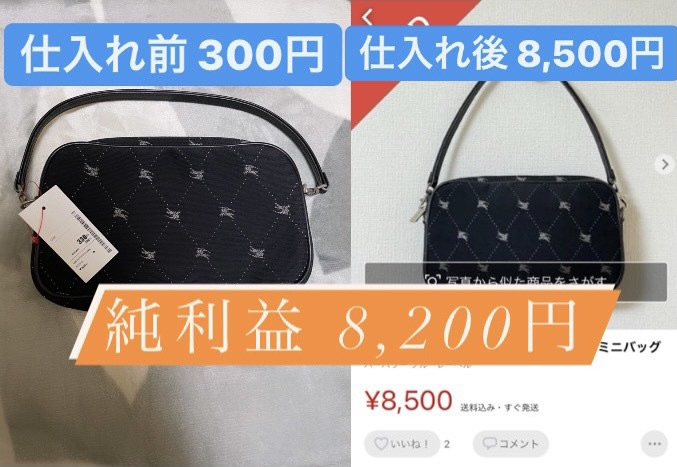 仕入れ前 300円
仕入れ後 8,500円
写真から似た商品をさがす
純利益 8,200円
ミニバッグ
¥8,500 送料込み・すぐ発送
いいね! 2 コメント